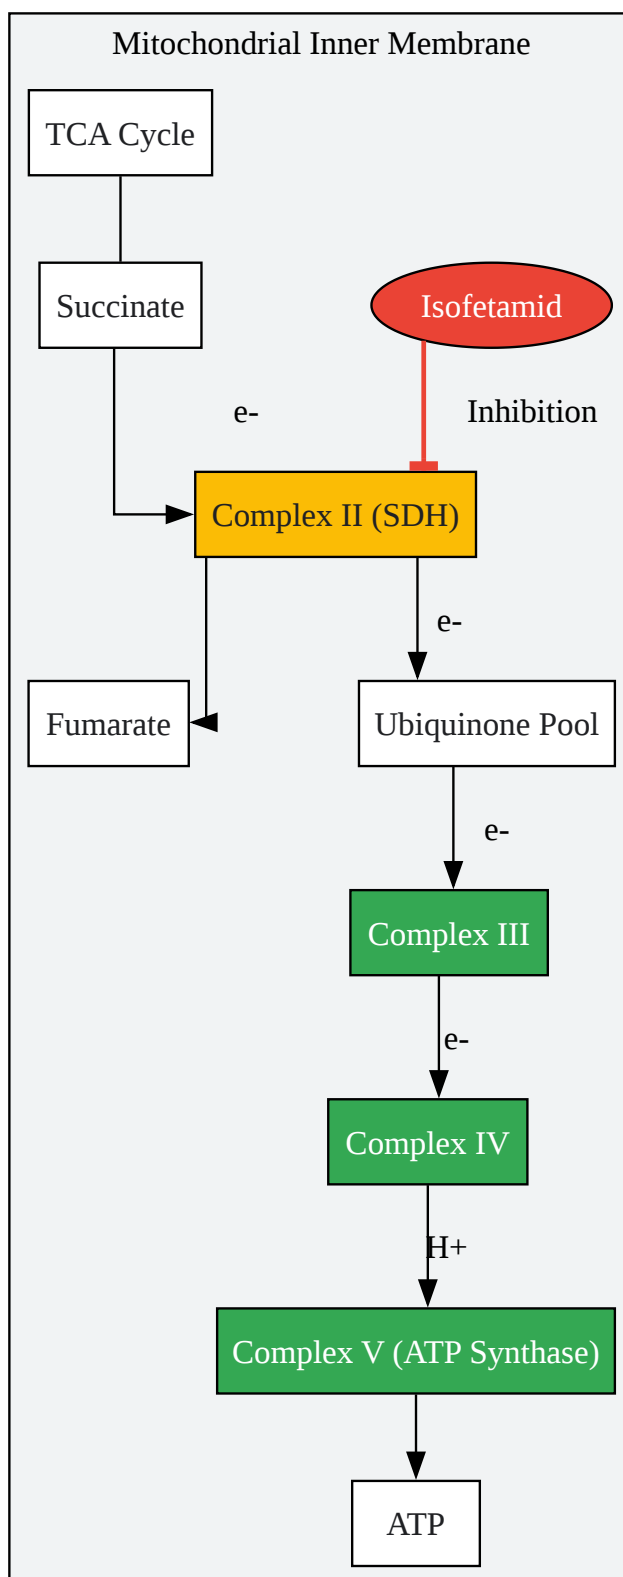 Mitochondrial Inner Membrane
TCA Cycle
Succinate
Isofetamid
e-
Inhibition
Complex II (SDH)
e-
Fumarate
Ubiquinone Pool
e-
Complex III
e-
Complex IV
H+
Complex V (ATP Synthase)
ATP